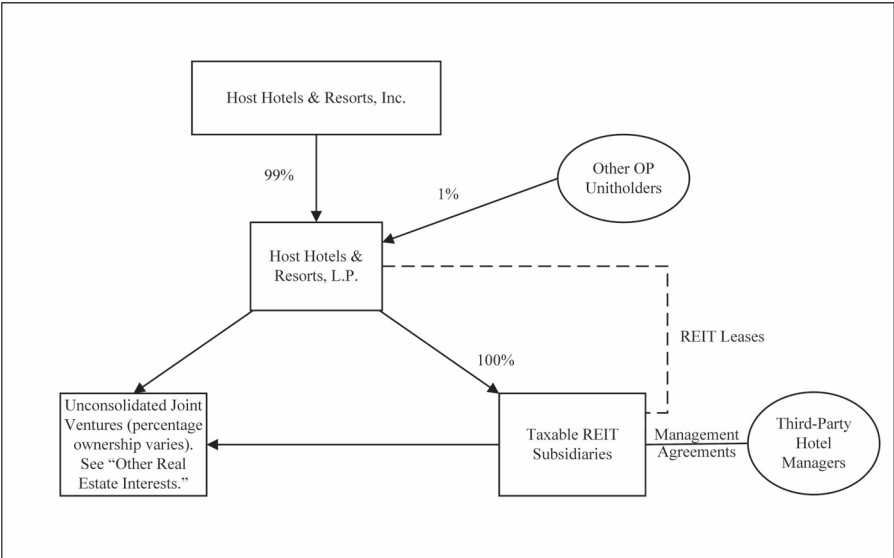 Host Hotels & Resorts, Inc.
99%
1%
Other OP
Unitholders
Host Hotels &
Resorts, L.P.
REIT Leases
100%
Unconsolidated Joint
Ventures (percentage
ownership varies).
See “Other Real
Estate Interests.”
Taxable REIT
Subsidiaries
Management
Agreements
Third-Party
Hotel
Managers